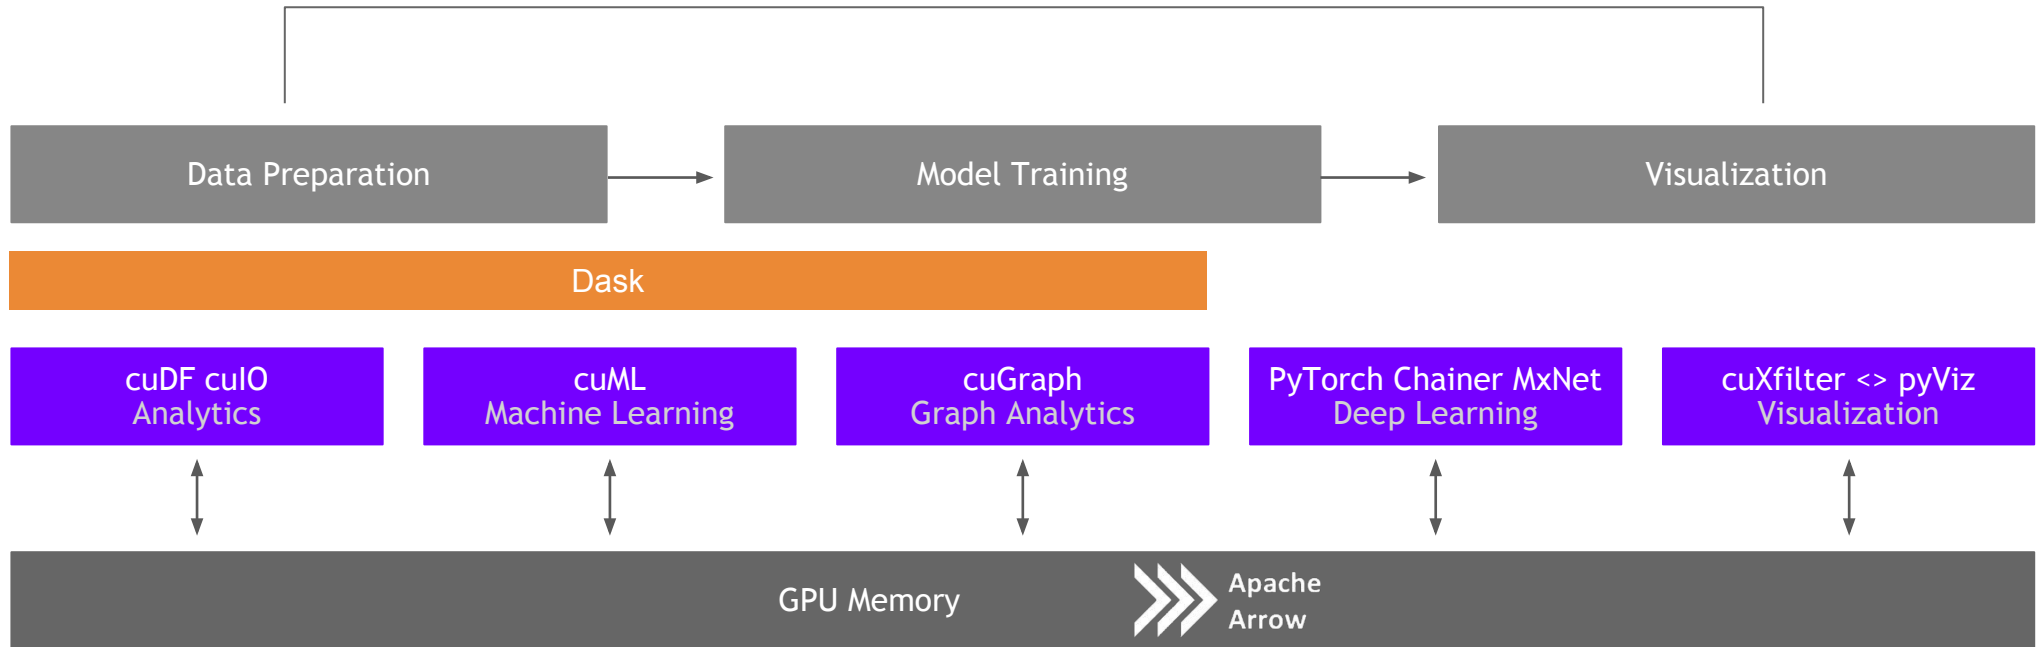 Data Preparation
Model Training
Visualization
Dask
cuDF cuIO
Analytics
cuML
Machine Learning
cuGraph
Graph Analytics
PyTorch Chainer MxNet
Deep Learning
cuXfilter <> pyViz
Visualization
GPU Memory
Apache
Arrow